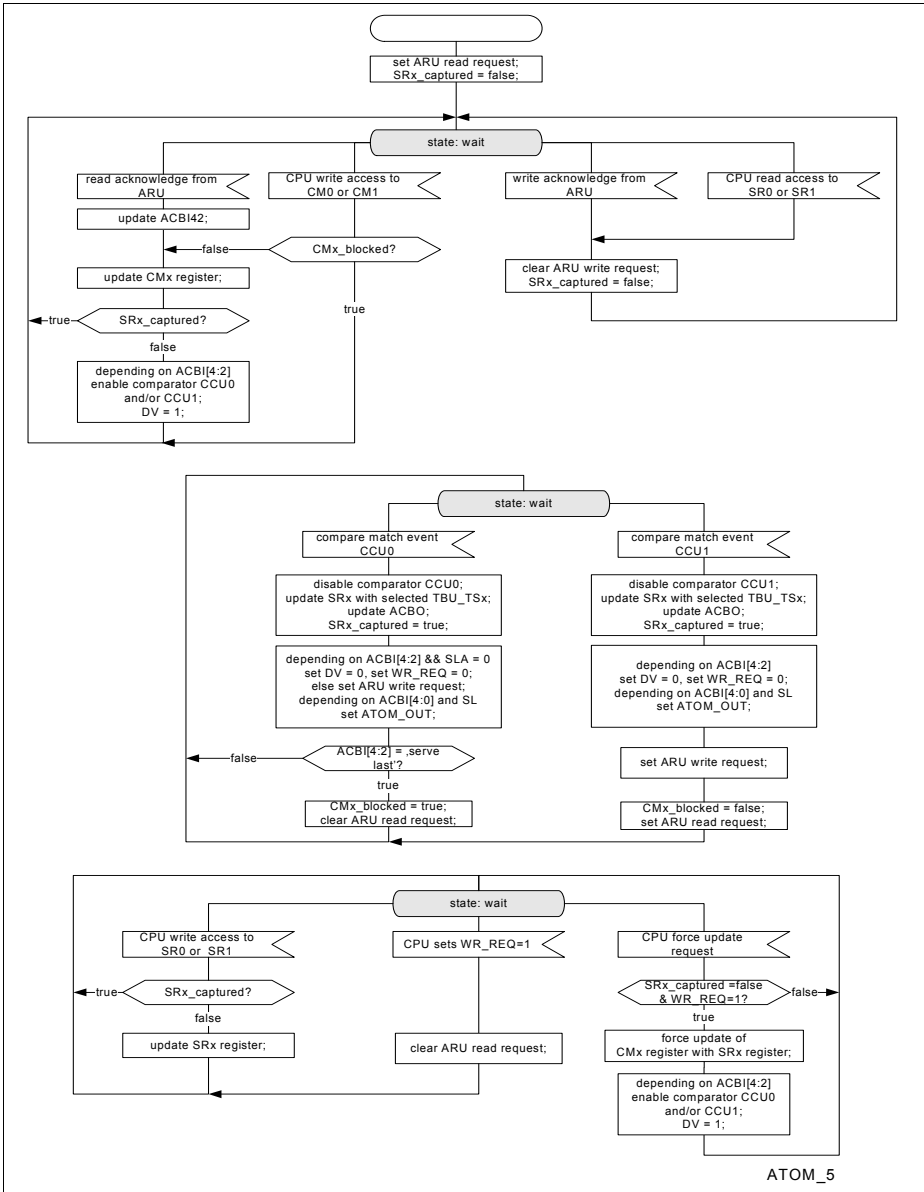 set ARU read request;
SRx_captured = false;
state: wait
read acknowledge from
ARU
CPU write access to
CM0 or CM1
write acknowledge from
ARU
CPU read access to
SR0 or SR1
update ACBI42;
false
CMx_blocked?
clear ARU write request;
SRx_captured = false;
update CMx register;
true
true
SRx_captured?
false
depending on ACBI[4:2]
enable comparator CCU0
and/or CCU1;
DV = 1;
state: wait
compare match event
CCU0
compare match event
CCU1
disable comparator CCU0;
update SRx with selected TBU_TSx;
update ACBO;
SRx_captured = true;
disable comparator CCU1;
update SRx with selected TBU_TSx;
update ACBO;
SRx_captured = true;
depending on ACBI[4:2] && SLA = 0
set DV = 0, set WR_REQ = 0;
else set ARU write request;
depending on ACBI[4:0] and SL
set ATOM_OUT;
depending on ACBI[4:2]
set DV = 0, set WR_REQ = 0;
depending on ACBI[4:0] and SL
set ATOM_OUT;
false
ACBI[4:2] = ‚serve
last’?
set ARU write request;
true
CMx_blocked = true;
clear ARU read request;
CMx_blocked = false;
set ARU read request;
state: wait
CPU write access to
SR0 or SR1
CPU sets WR_REQ=1
CPU force update
request
true
SRx_captured?
SRx_captured =false
& WR_REQ=1?
false
false
true
update SRx register;
clear ARU read request;
force update of
CMx register with SRx register;
depending on ACBI[4:2]
enable comparator CCU0
and/or CCU1;
DV = 1;
ATOM_5